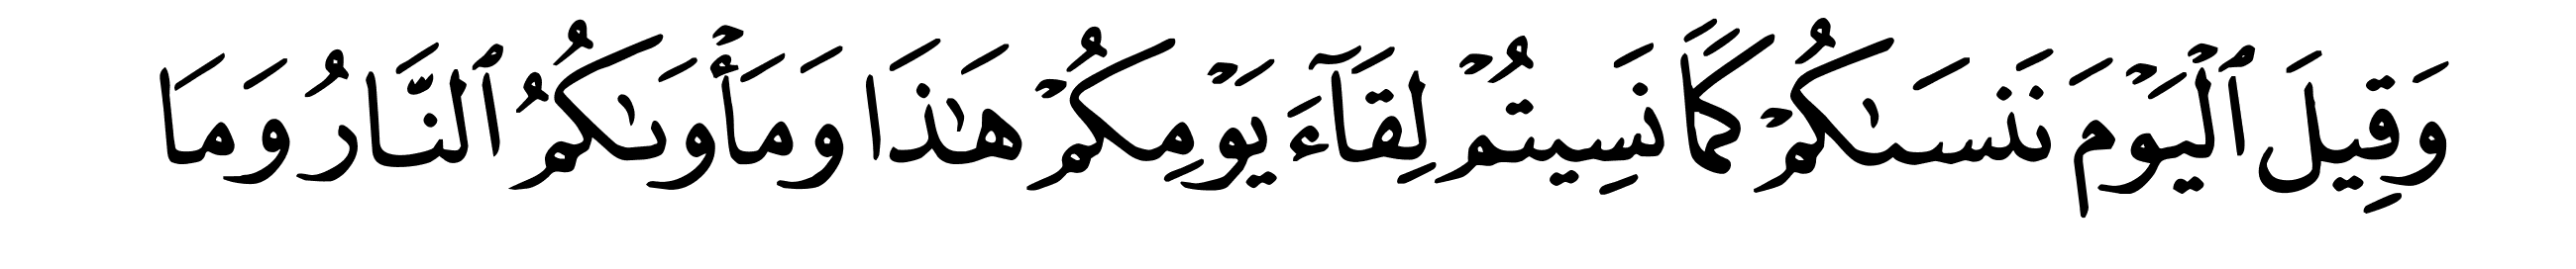 وَقِيلَ ٱلْيَوْمَ نَنسَىٰكُمْ كَمَا نَسِيتُمْ لِقَآءَ يَوْمِكُمْ هَـٰذَا وَمَأْوَىٰكُمُ ٱلنَّارُ وَمَا